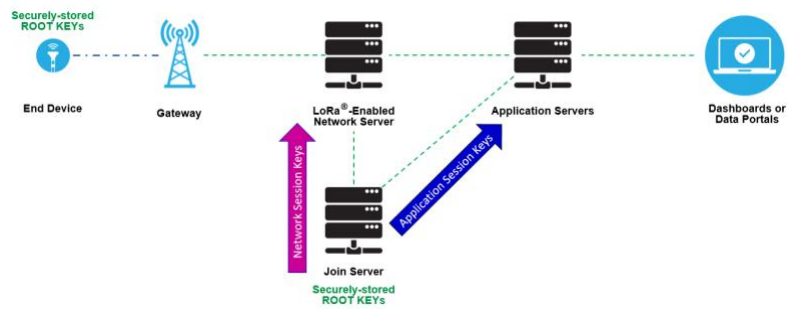 Securely-stored
ROOT KEYs
End Device
Gateway
LoRa®-Enabled
Network Server
Application Servers
Dashboards or
Data Portals
Network Session Keys
Application Session Keys
Join Server
Securely-stored
ROOT KEYs